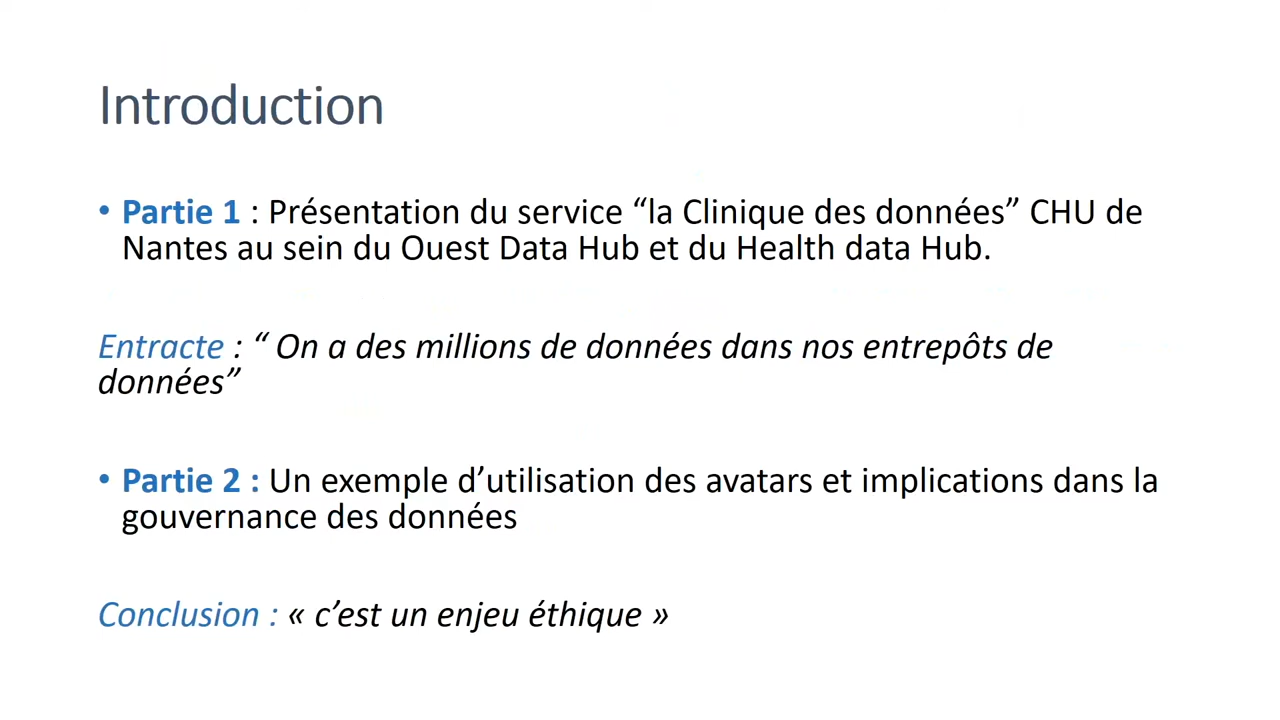 Introduction
• Partie 1 : Présentation du service “la Clinique des données” CHU de
Nantes au sein du Ouest Data Hub et du Health data Hub.
Entracte : “ On a des millions de données dans nos entrepôts de
données”
• Partie 2 : Un exemple d’utilisation des avatars et implications dans la
gouvernance des données
Conclusion : « c’est un enjeu éthique »